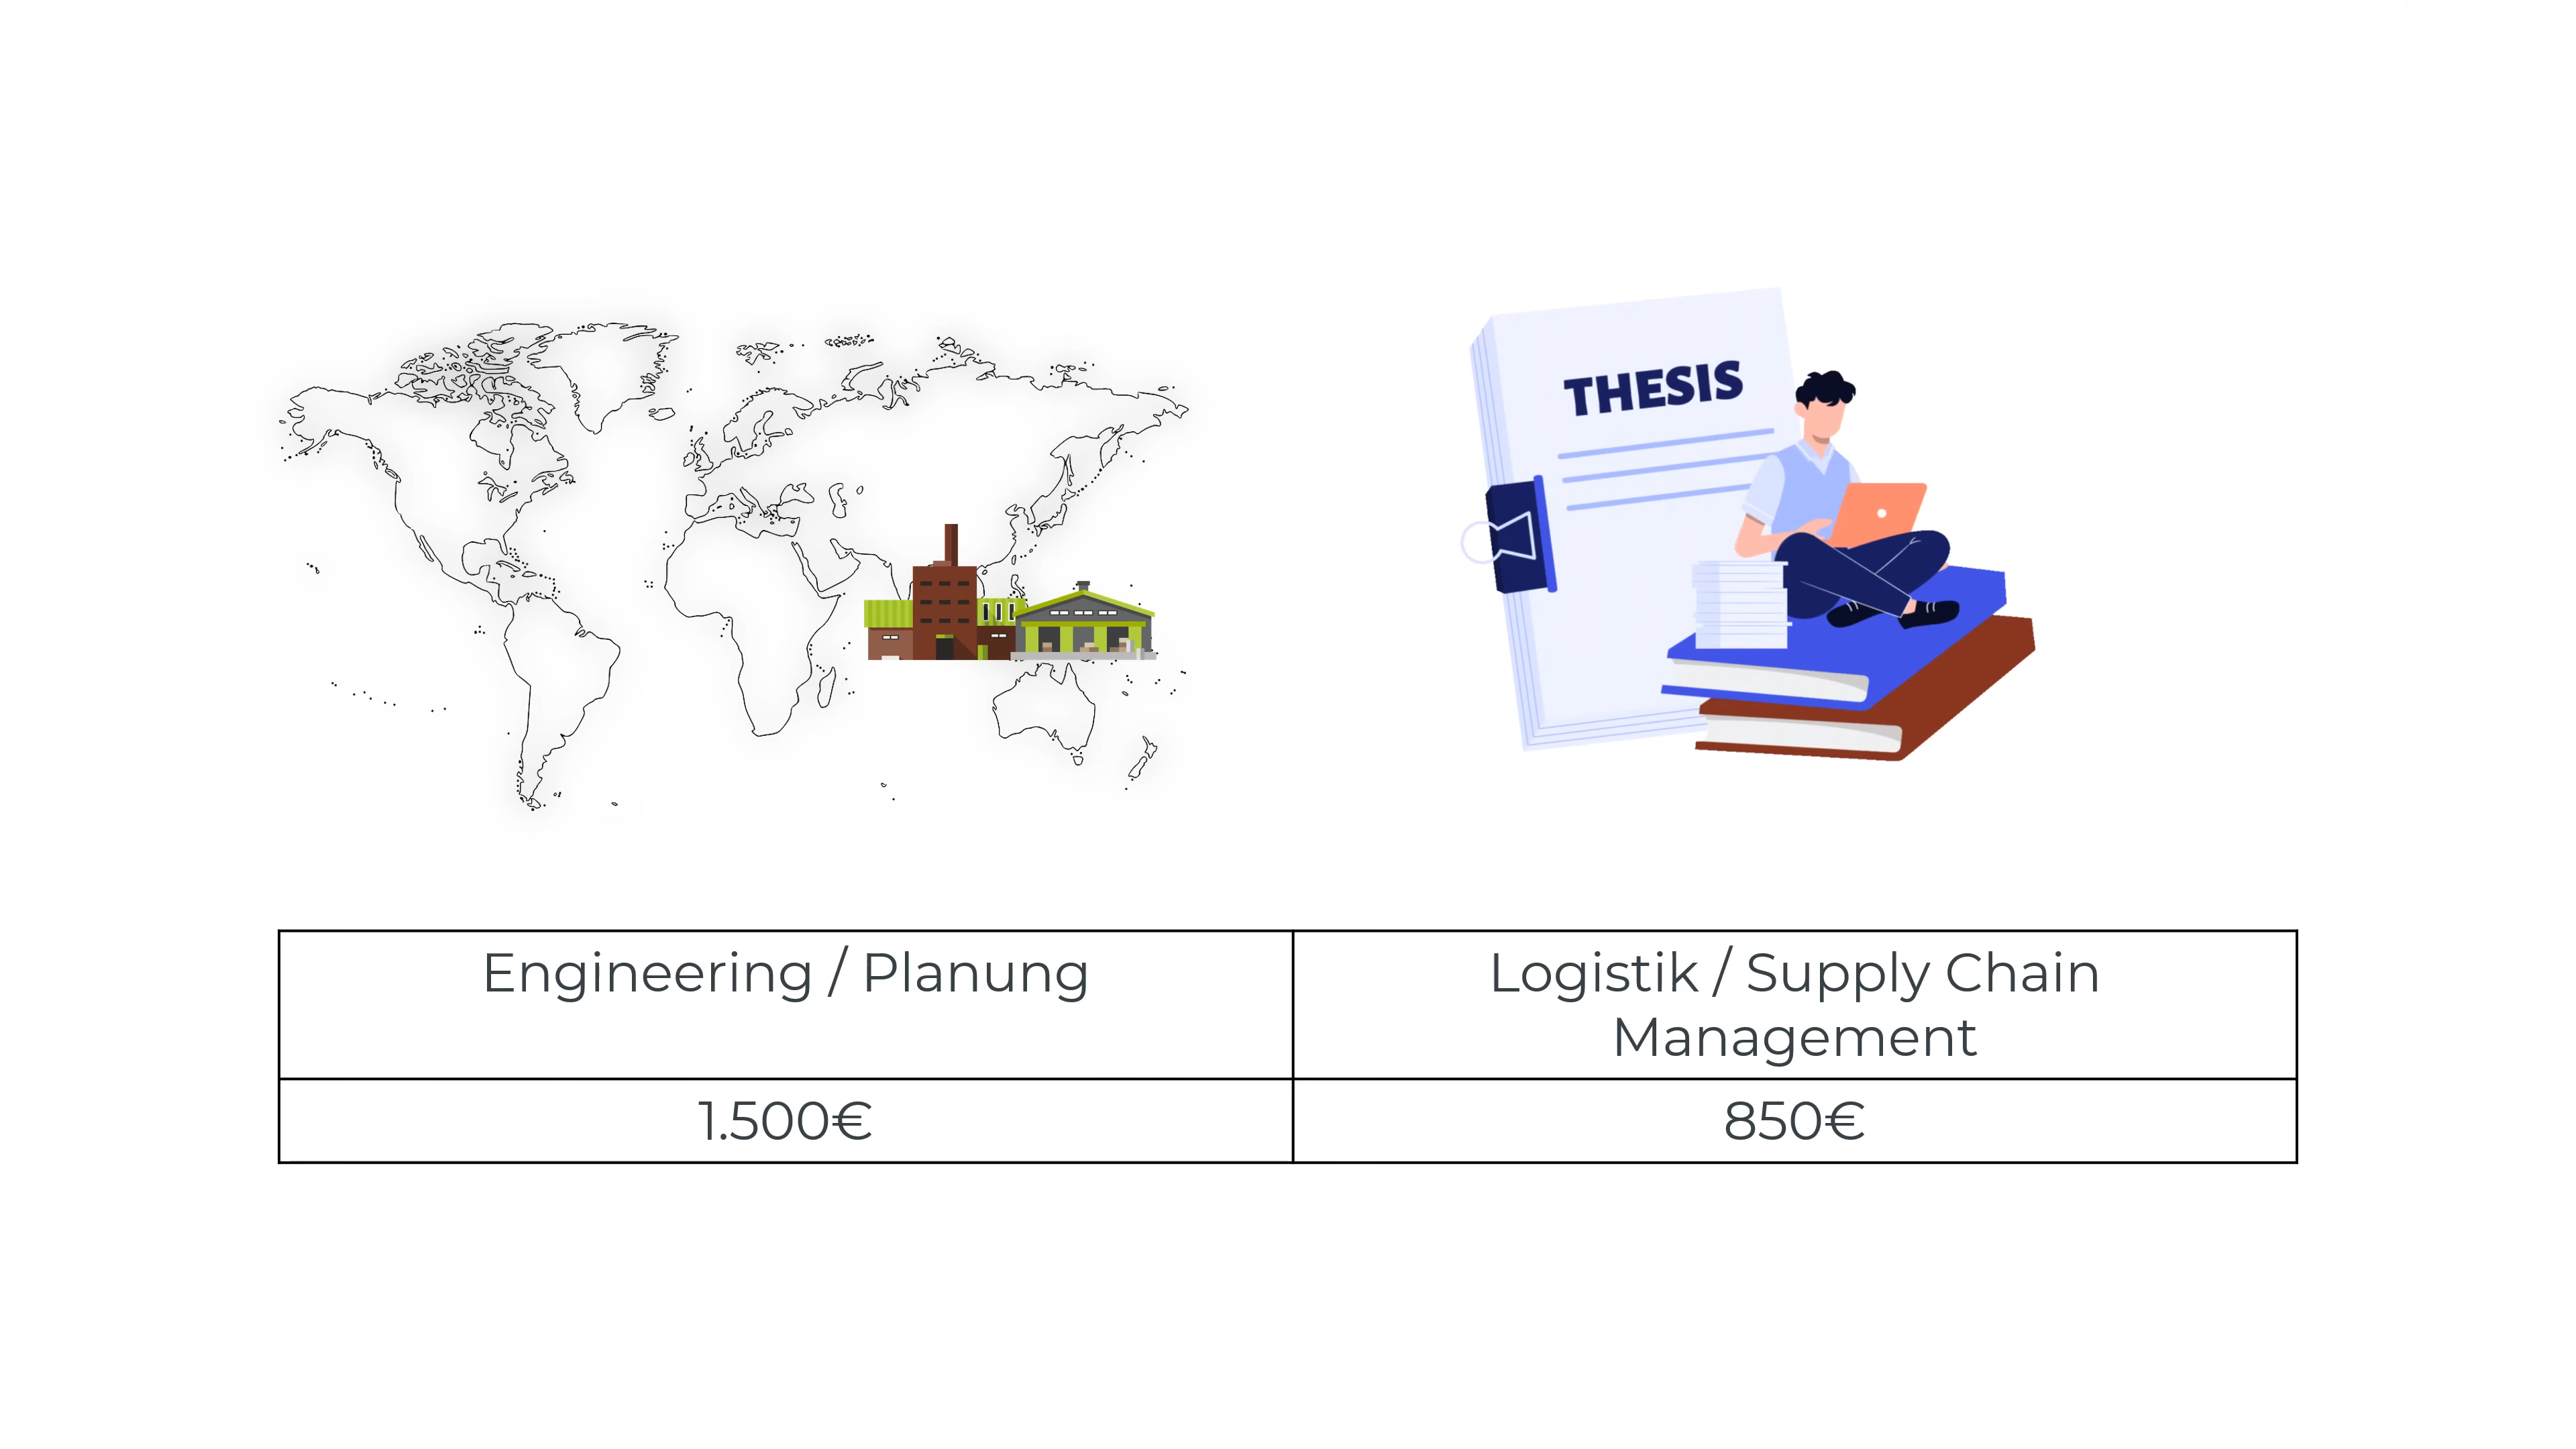 THESIS
Engineering / Planung
Logistik / Supply Chain
Management
1.500€
850€